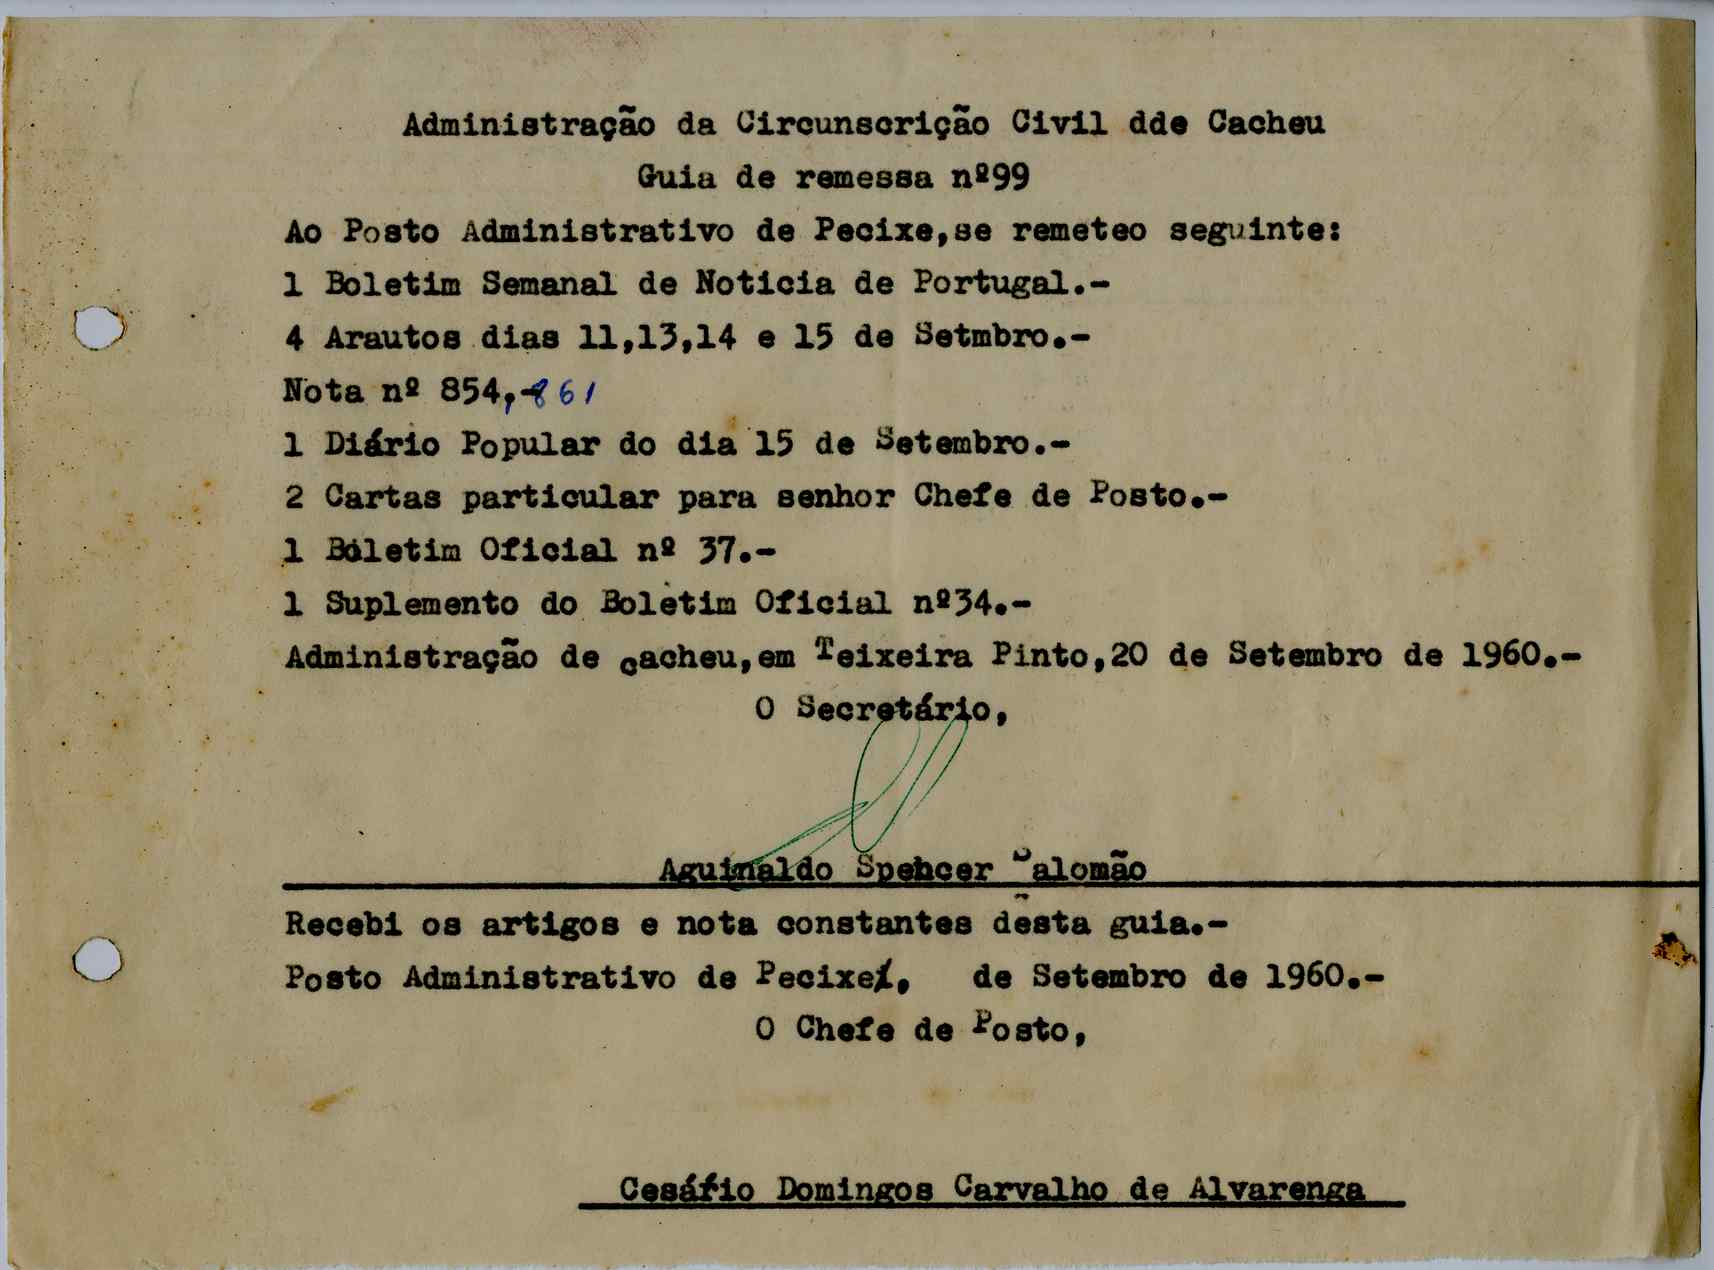 Administração da Circunscrição Civil dde Cacheu
Guia de remessa nº99
Ao Posto Administrativo de Pecixe,se remeteo seguinte:
1 Boletim Semanal de Noticia de Portugal.-
4 Arautos dias 11,13,14 e 15 de Setmbro.-
Nota nº 854,-861
1 Diário Popular do dia 15 de Setembro.-
2 Cartas particular para senhor Chefe de Posto.-
1 Boletim Oficial nº 37.-
1 Suplemento do Boletim Oficial nº34.-
Administração de cacheu,em Teixeira Pinto,20 de Setembro de 1960.-
O Secretário,
Aguinaldo Spencer Salomão
Recebi os artigos e nota constantes desta guia.-
Posto Administrativo de Pecixe, de Setembro de 1960.-
O Chefe de Posto,
Cesário Domingos Carvalho de Alvarenga